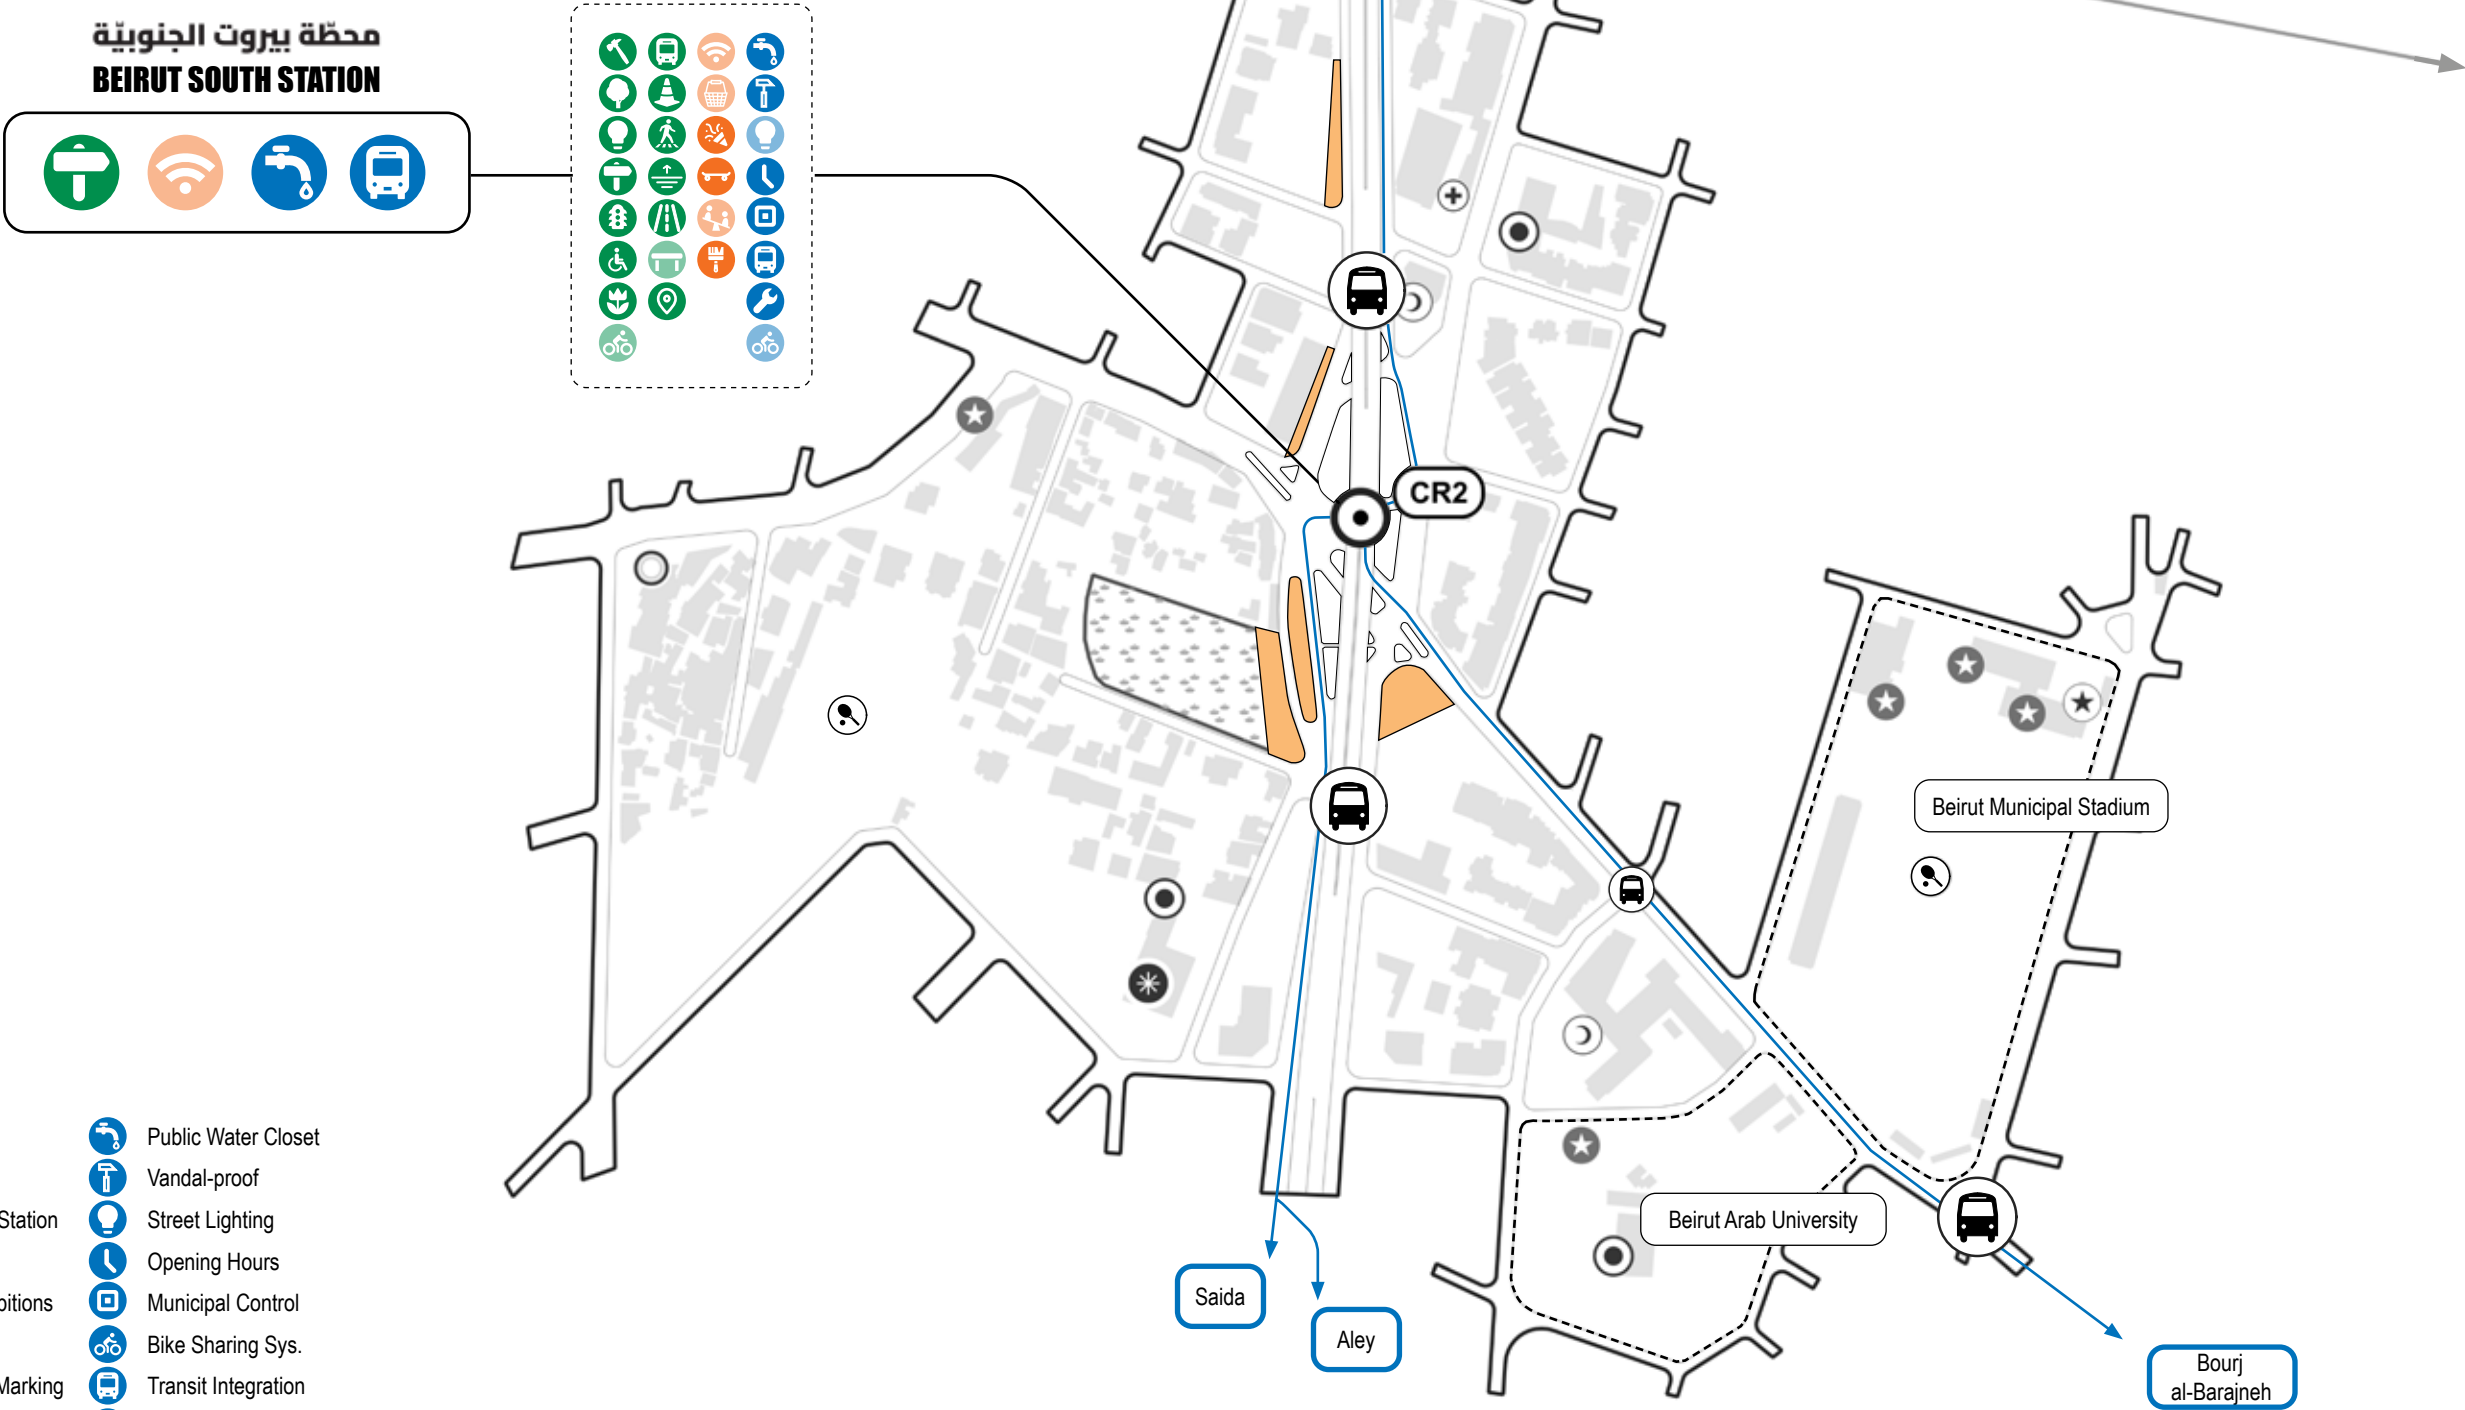 محطّة بيروت الجنوبيّة
BEIRUT SOUTH STATION
CR2
Beirut Municipal Stadium
Beirut Arab University
Saida
Aley
Bourj
al-Barajneh
Public Water Closet
Vandal-proof
Station
Street Lighting
Opening Hours
Municipal Control
Bike Sharing Sys.
Marking
Transit Integration